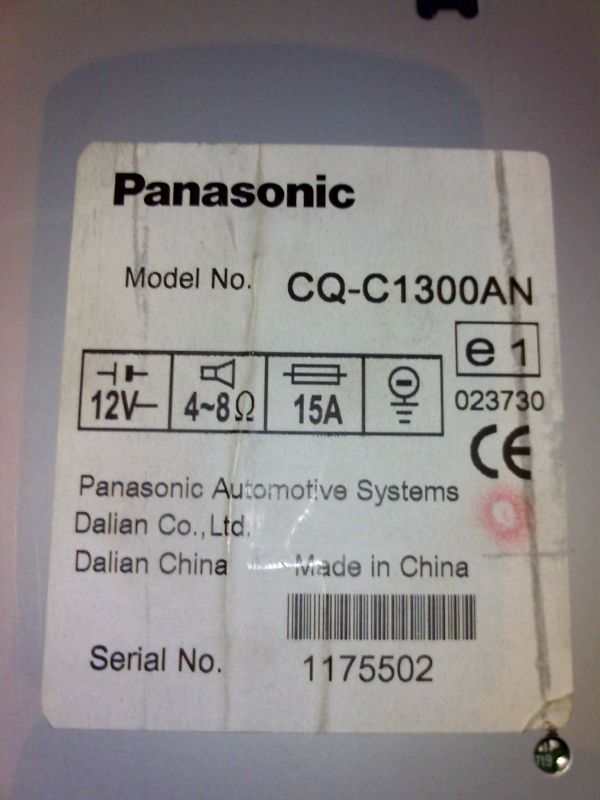 Panasonic
Model No. CQ-C1300AN
e 1
12V 4~8Ω 15A
023730
CE
Panasonic Automotive Systems
Dalian Co.,Ltd.
Dalian China Made in China
Serial No. 1175502